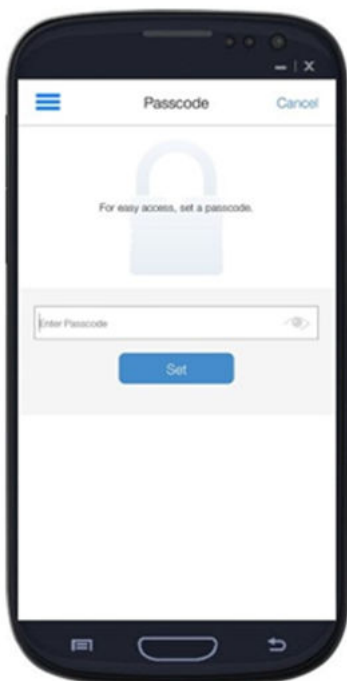 Passcode
Cancel
For easy access, set a passcode.
Enter Passcode
Set